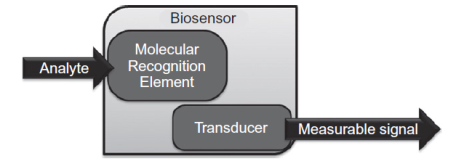 Biosensor
Molecular
Recognition
Element
Analyte
Transducer
Measurable signal